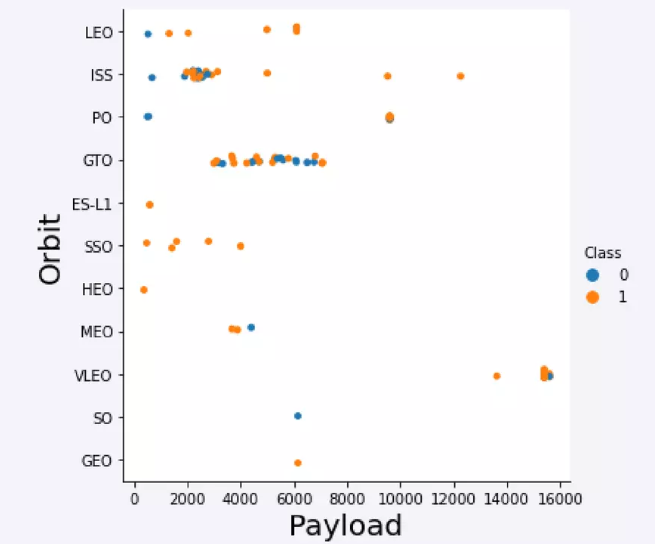 LEO
ISS
PO
GTO
ES-L1
SSO
HEO
MEO
VLEO
SO
GEO
Orbit
0 2000 4000 6000 8000 10000 12000 14000 16000
Payload
Class
0
1